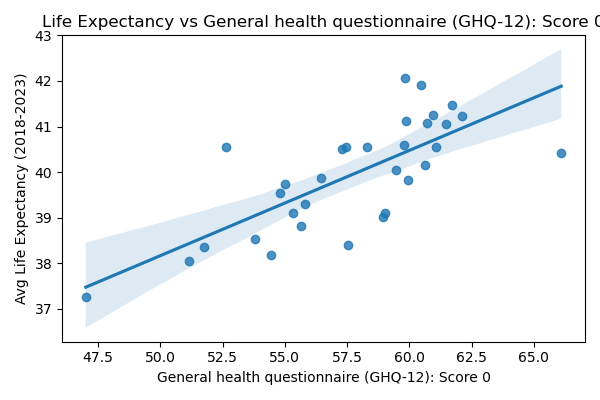 Life Expectancy vs General health questionnaire (GHQ-12): Score 0
43
42
41
40
39
38
37
Avg Life Expectancy (2018-2023)
47.5 50.0 52.5 55.0 57.5 60.0 62.5 65.0
General health questionnaire (GHQ-12): Score 0